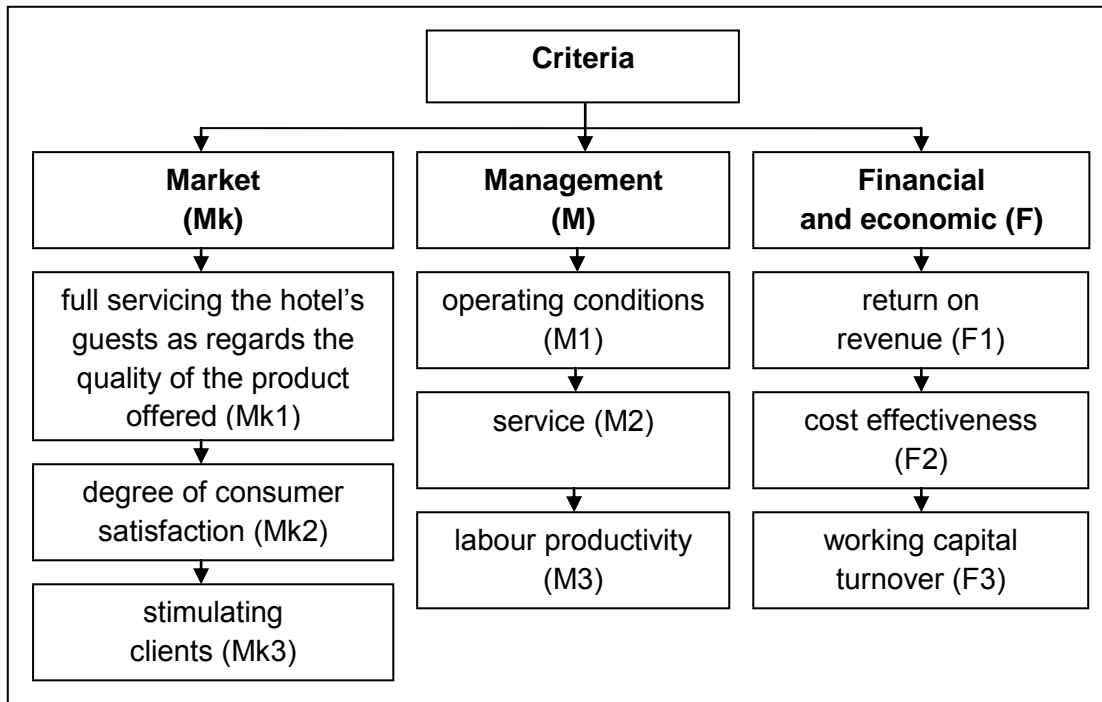 Criteria
Market
(Mk)
full servicing the hotel's
guests as regards the
quality of the product
offered (Mk1)
degree of consumer
satisfaction (Mk2)
stimulating
clients (Mk3)
Management
(M)
operating conditions
(M1)
service (M2)
labour productivity
(M3)
Financial
and economic (F)
return on
revenue (F1)
cost effectiveness
(F2)
working capital
turnover (F3)